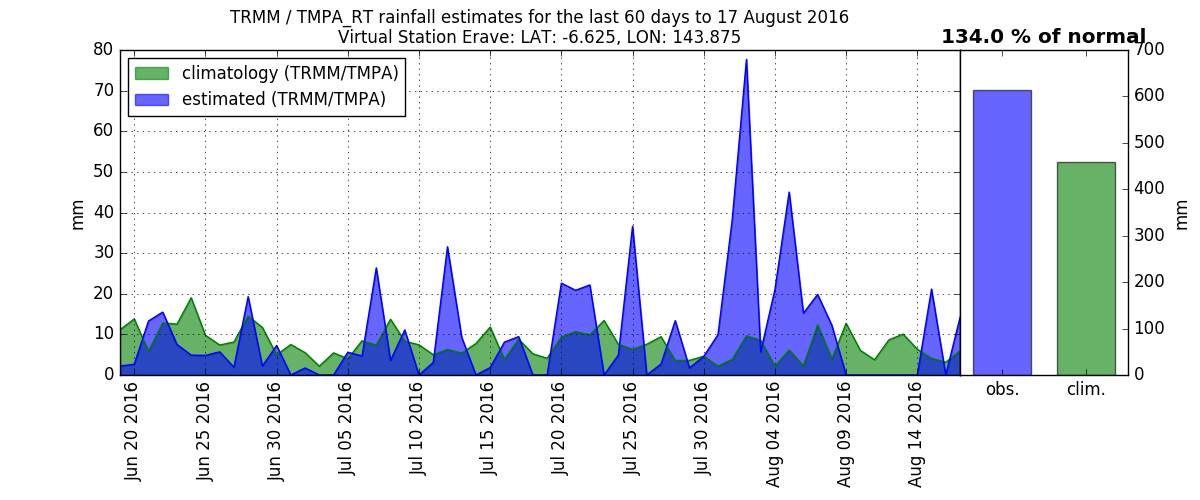 TRMM / TMPA_RT rainfall estimates for the last 60 days to 17 August 2016
Virtual Station Erave: LAT: -6.625, LON: 143.875
134.0 % of normal
climatology (TRMM/TMPA)
estimated (TRMM/TMPA)
80
70
60
50
40
30
20
10
0
mm
Jun 20 2016
Jun 25 2016
Jun 30 2016
Jul 05 2016
Jul 10 2016
Jul 15 2016
Jul 20 2016
Jul 25 2016
Jul 30 2016
Aug 04 2016
Aug 09 2016
Aug 14 2016
obs.
clim.
700
600
500
400
300
200
100
0
mm